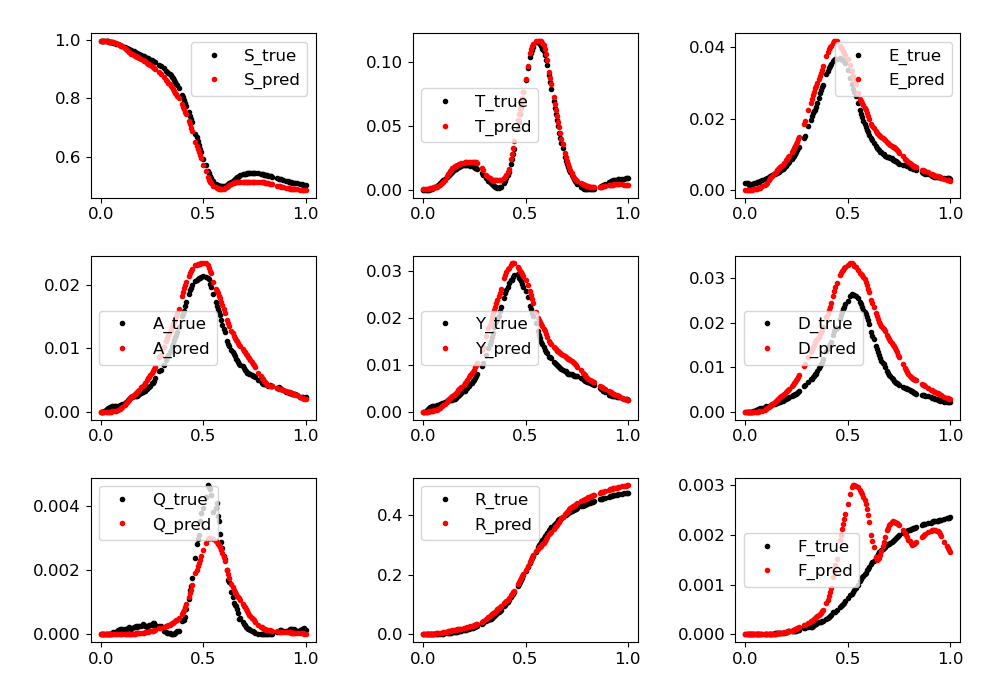 1.0
0.8
0.6
0.0 0.5 1.0
S_true
S_pred
0.10
0.05
0.00
0.0 0.5 1.0
T_true
T_pred
0.04
0.02
0.00
0.0 0.5 1.0
E_true
E_pred
0.02
0.01
0.00
0.0 0.5 1.0
A_true
A_pred
0.03
0.02
0.01
0.00
0.0 0.5 1.0
Y_true
Y_pred
0.03
0.02
0.01
0.00
0.0 0.5 1.0
D_true
D_pred
0.004
0.002
0.000
0.0 0.5 1.0
Q_true
Q_pred
0.4
0.2
0.0
0.0 0.5 1.0
R_true
R_pred
0.003
0.002
0.001
0.000
0.0 0.5 1.0
F_true
F_pred